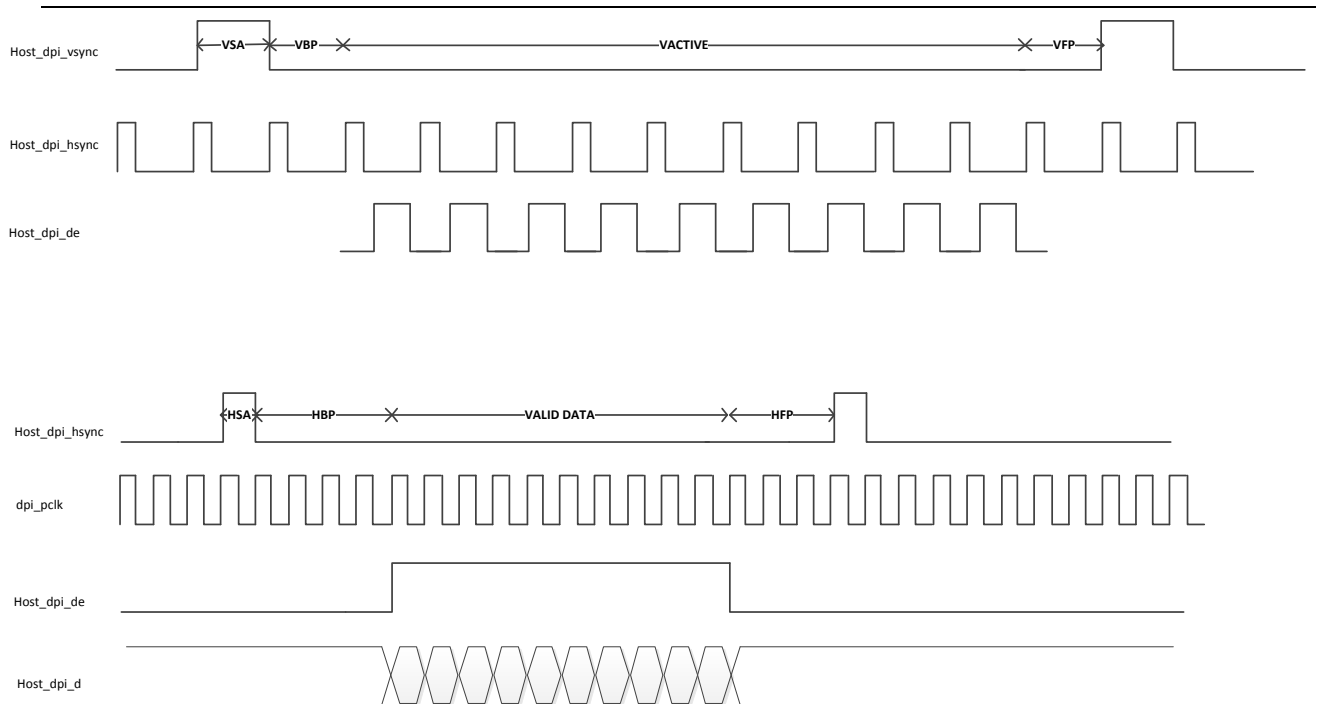 Host_dpi_vsync
VSA
VBP
VACTIVE
VFP
Host_dpi_hsync
Host_dpi_de
Host_dpi_hsync
HSA
HBP
VALID DATA
HFP
dpi_pclk
Host_dpi_de
Host_dpi_d